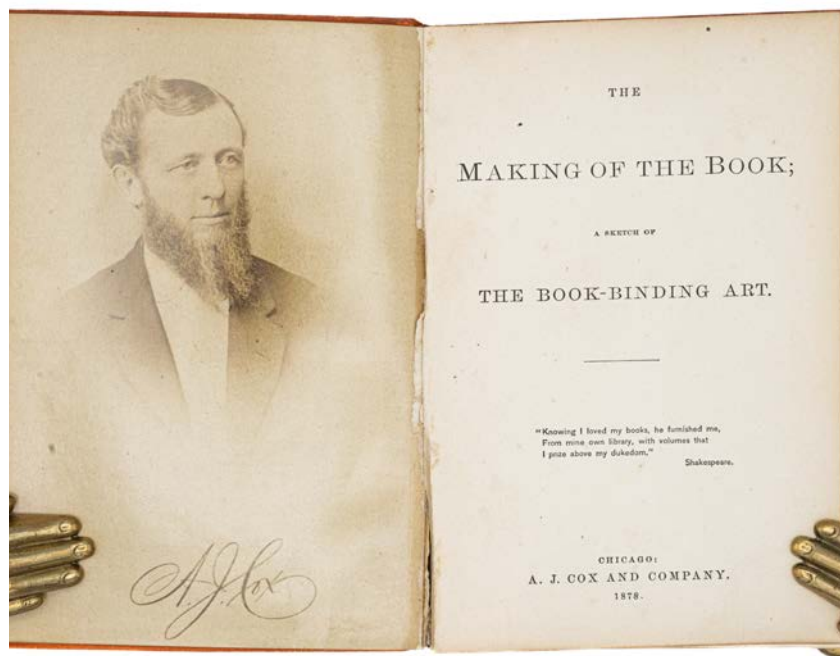 A. J. Cox
THE
MAKING OF THE BOOK;
A SKETCH OF
THE BOOK-BINDING ART.
"Knowing I loved my books, he furnished me,
From mine own library, with volumes that
I prize above my dukedom,"
Shakespeare.
CHICAGO:
A. J. COX AND COMPANY.
1878.